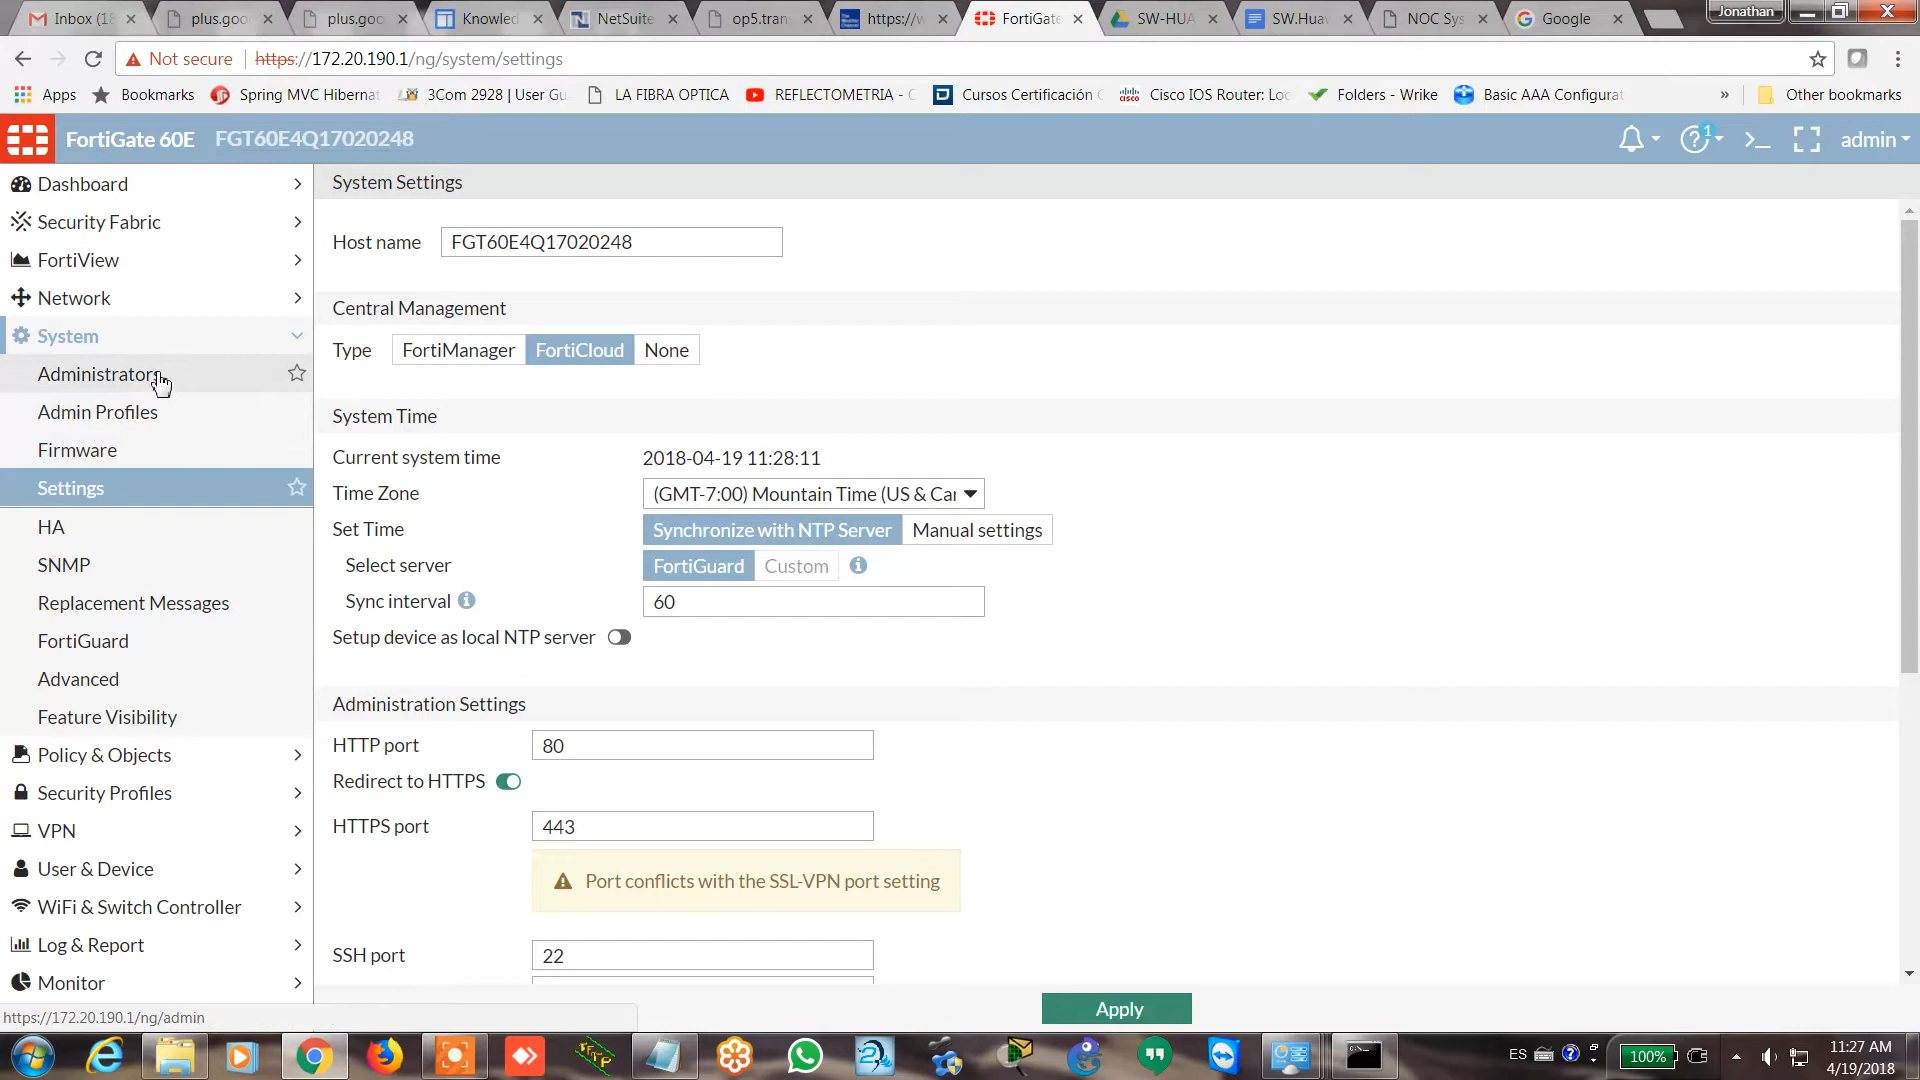 Inbox (18
plus.goo
plus.goo
Knowled
NetSuite
op5.tran
https://w
FortiGate
SW-HUA
SW.Huaw
NOC Sys
Google
Jonathan
Not secure
https://172.20.190.1/ng/system/settings
Apps
Bookmarks
Spring MVC Hibernat
3Com 2928 | User Gu
LA FIBRA OPTICA
REFLECTOMETRIA - C
Cursos Certificación C
Cisco IOS Router: Loc
Folders - Wrike
Basic AAA Configurat
»
Other bookmarks
FortiGate 60E
FGT60E4Q17020248
1
admin
Dashboard
Security Fabric
FortiView
Network
System
Administrators
Admin Profiles
Firmware
Settings
HA
SNMP
Replacement Messages
FortiGuard
Advanced
Feature Visibility
Policy & Objects
Security Profiles
VPN
User & Device
WiFi & Switch Controller
Log & Report
Monitor
System Settings
Host name FGT60E4Q17020248
Central Management
Type FortiManager FortiCloud None
System Time
Current system time 2018-04-19 11:28:11
Time Zone (GMT-7:00) Mountain Time (US & Car
Set Time Synchronize with NTP Server Manual settings
Select server FortiGuard Custom
Sync interval 60
Setup device as local NTP server
Administration Settings
HTTP port 80
Redirect to HTTPS
HTTPS port 443
Port conflicts with the SSL-VPN port setting
SSH port 22
Apply
https://172.20.190.1/ng/admin
TFTP
ES
100%
11:27 AM
4/19/2018